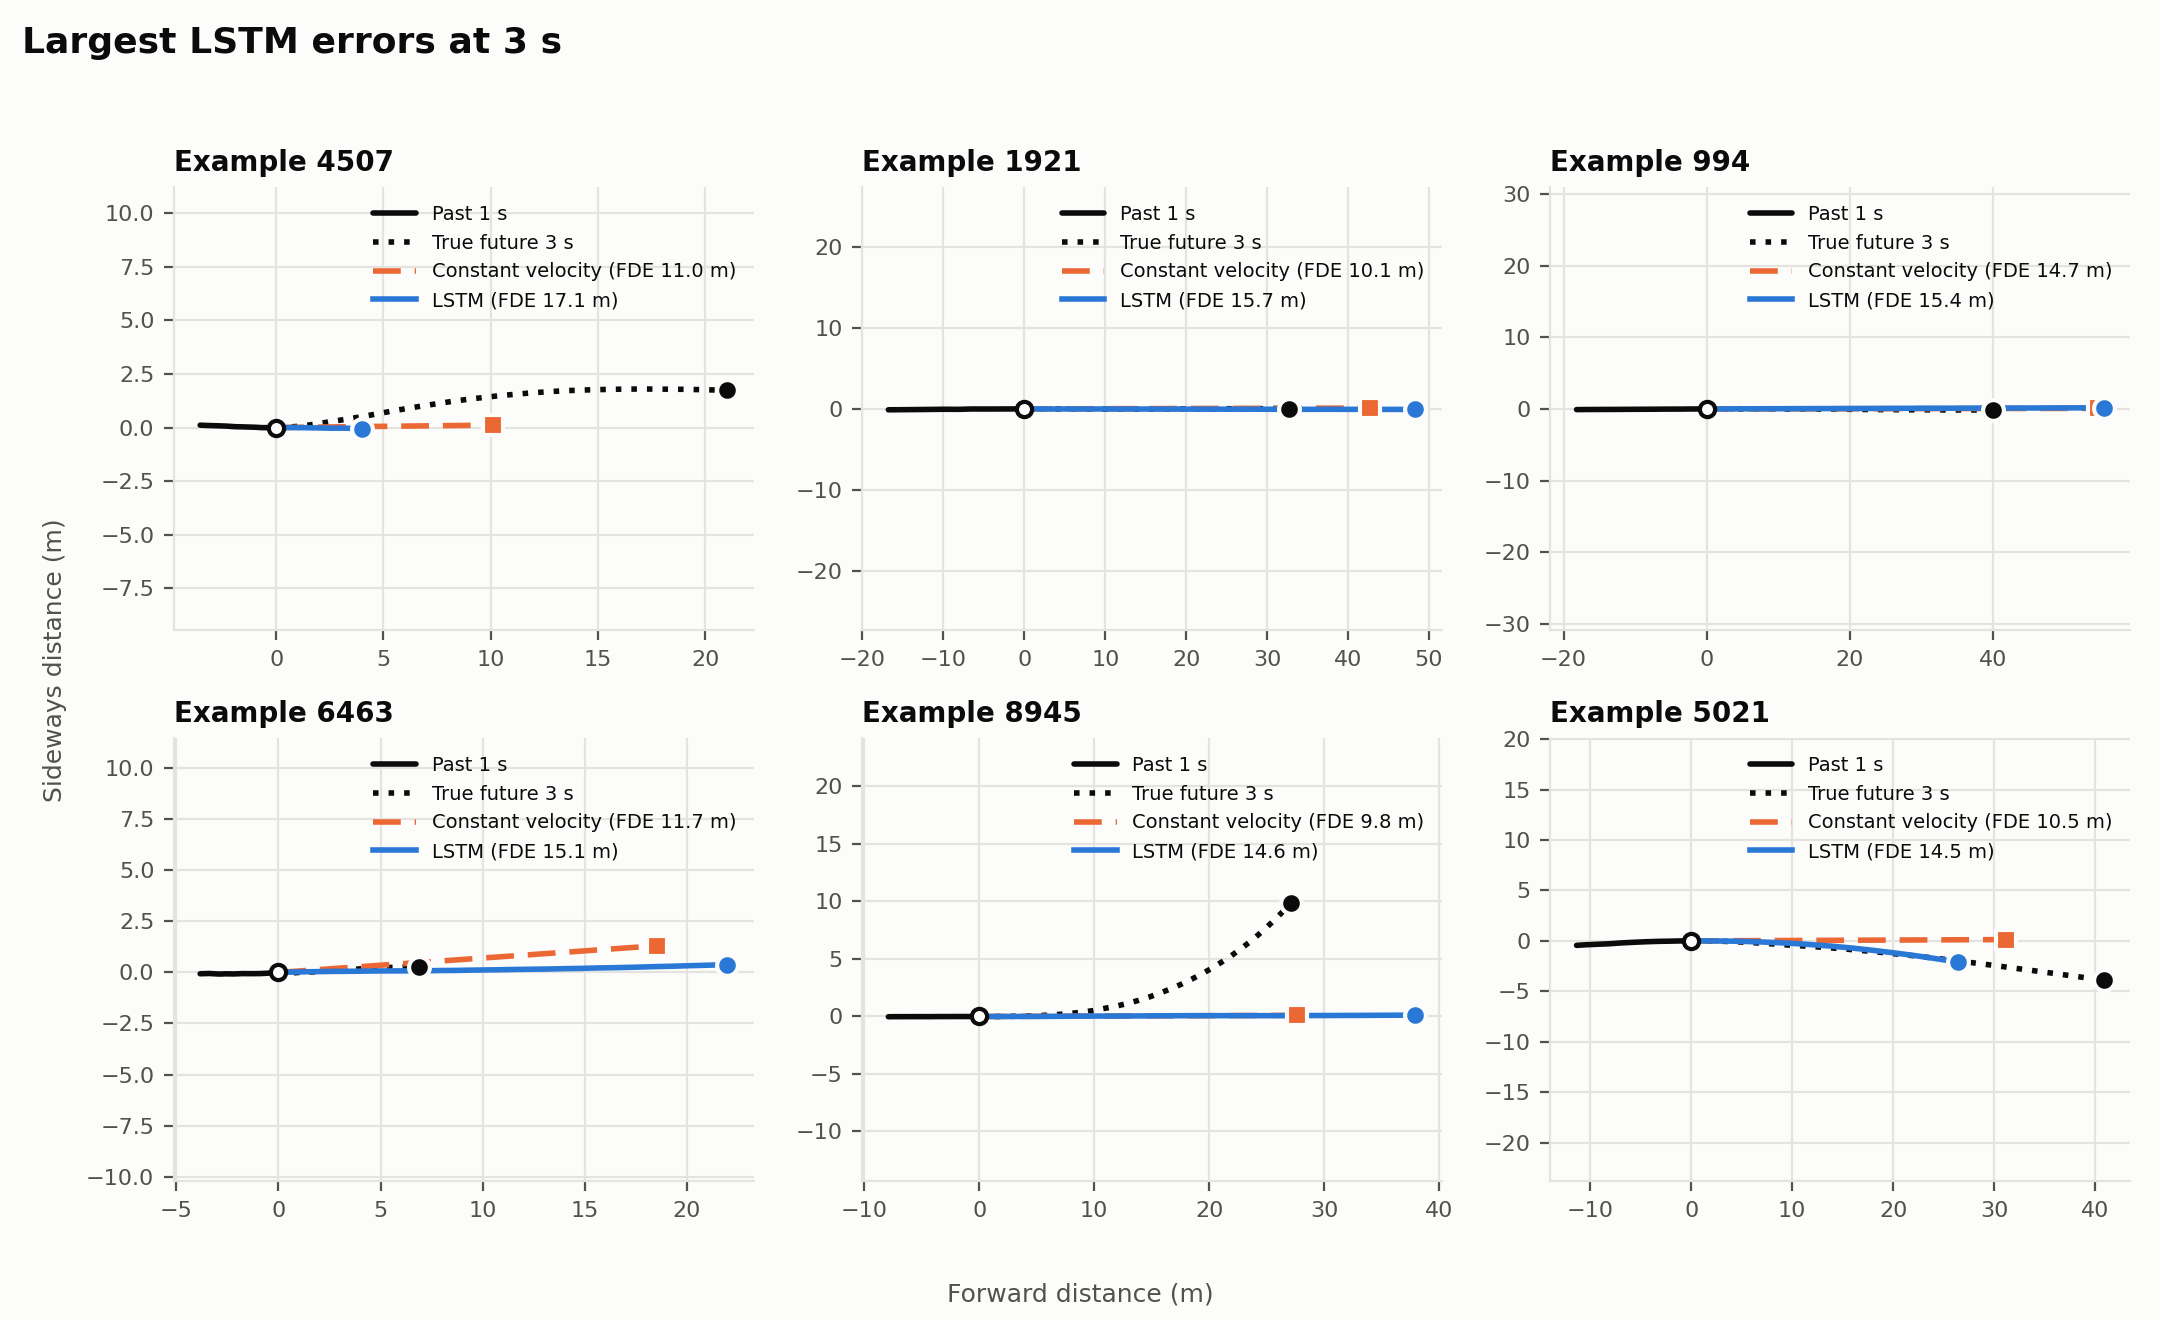 Largest LSTM errors at 3 s
Sideways distance (m)
Example 4507
Past 1 s
True future 3 s
Constant velocity (FDE 11.0 m)
LSTM (FDE 17.1 m)
10.0
7.5
5.0
2.5
0.0
−2.5
−5.0
−7.5
0 5 10 15 20
Example 1921
Past 1 s
True future 3 s
Constant velocity (FDE 10.1 m)
LSTM (FDE 15.7 m)
20
10
0
−10
−20
−20 −10 0 10 20 30 40 50
Example 994
Past 1 s
True future 3 s
Constant velocity (FDE 14.7 m)
LSTM (FDE 15.4 m)
30
20
10
0
−10
−20
−30
−20 0 20 40
Example 6463
Past 1 s
True future 3 s
Constant velocity (FDE 11.7 m)
LSTM (FDE 15.1 m)
10.0
7.5
5.0
2.5
0.0
−2.5
−5.0
−7.5
−10.0
−5 0 5 10 15 20
Example 8945
Past 1 s
True future 3 s
Constant velocity (FDE 9.8 m)
LSTM (FDE 14.6 m)
20
15
10
5
0
−5
−10
−10 0 10 20 30 40
Example 5021
Past 1 s
True future 3 s
Constant velocity (FDE 10.5 m)
LSTM (FDE 14.5 m)
20
15
10
5
0
−5
−10
−15
−20
−10 0 10 20 30 40
Forward distance (m)